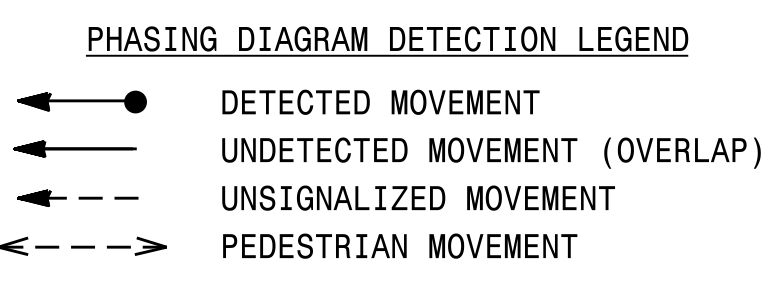 PHASING DIAGRAM DETECTION LEGEND
DETECTED MOVEMENT
UNDETECTED MOVEMENT (OVERLAP)
UNSIGNALIZED MOVEMENT
PEDESTRIAN MOVEMENT